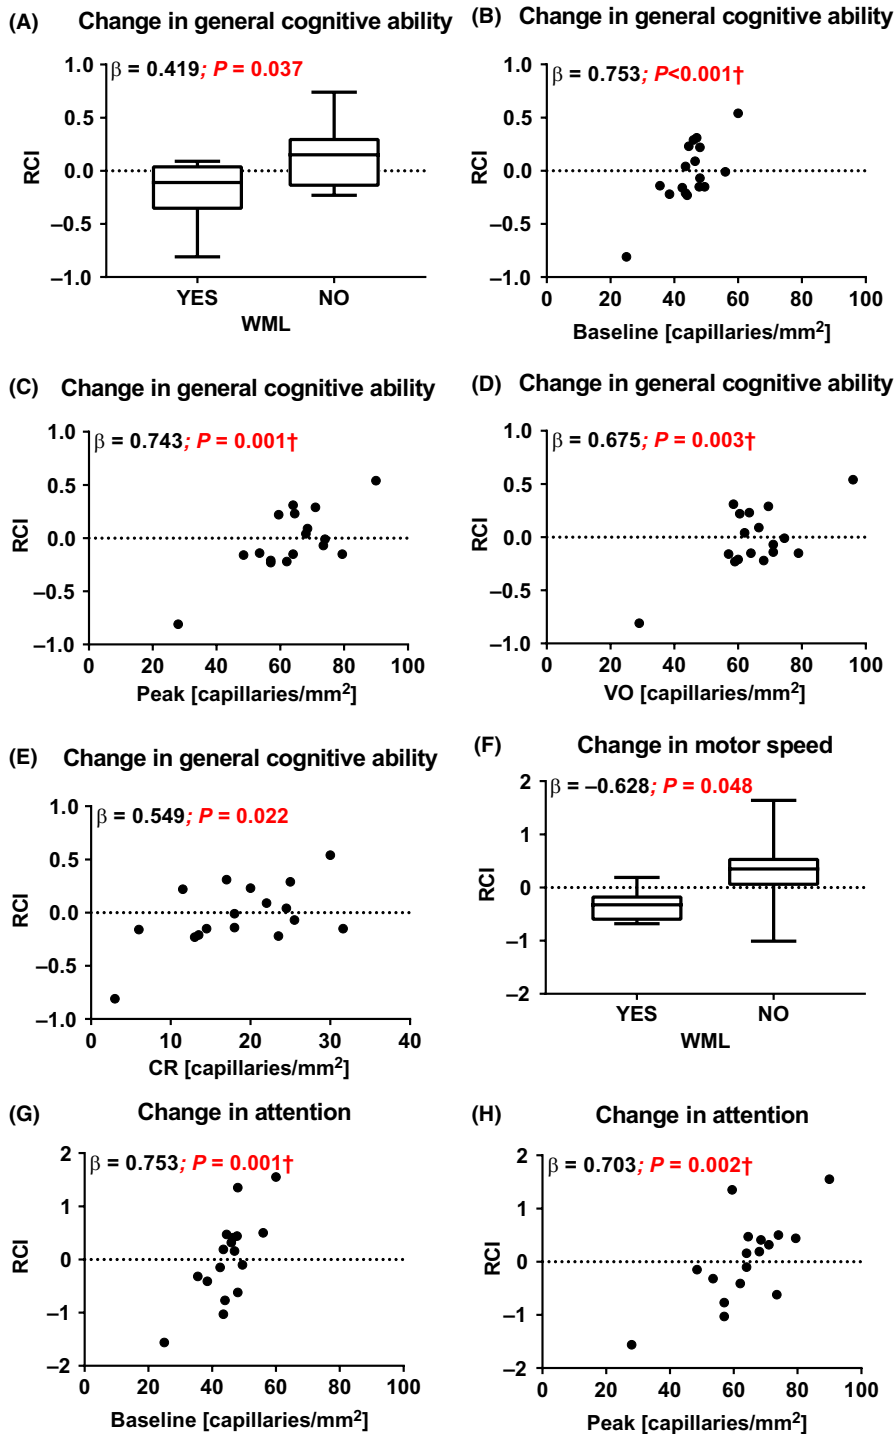 (A) Change in general cognitive ability
β = 0.419; P = 0.037
1.0
0.5
0.0
–0.5
–1.0
RCI
YES NO
WML
(B) Change in general cognitive ability
β = 0.753; P<0.001†
1.0
0.5
0.0
–0.5
–1.0
RCI
0 20 40 60 80 100
Baseline [capillaries/mm²]
(C) Change in general cognitive ability
β = 0.743; P = 0.001†
1.0
0.5
0.0
–0.5
–1.0
RCI
0 20 40 60 80 100
Peak [capillaries/mm²]
(D) Change in general cognitive ability
β = 0.675; P = 0.003†
1.0
0.5
0.0
–0.5
–1.0
RCI
0 20 40 60 80 100
VO [capillaries/mm²]
(E) Change in general cognitive ability
β = 0.549; P = 0.022
1.0
0.5
0.0
–0.5
–1.0
RCI
0 10 20 30 40
CR [capillaries/mm²]
(F) Change in motor speed
β = –0.628; P = 0.048
2
1
0
–1
–2
RCI
YES NO
WML
(G) Change in attention
β = 0.753; P = 0.001†
2
1
0
–1
–2
RCI
0 20 40 60 80 100
Baseline [capillaries/mm²]
(H) Change in attention
β = 0.703; P = 0.002†
2
1
0
–1
–2
RCI
0 20 40 60 80 100
Peak [capillaries/mm²]